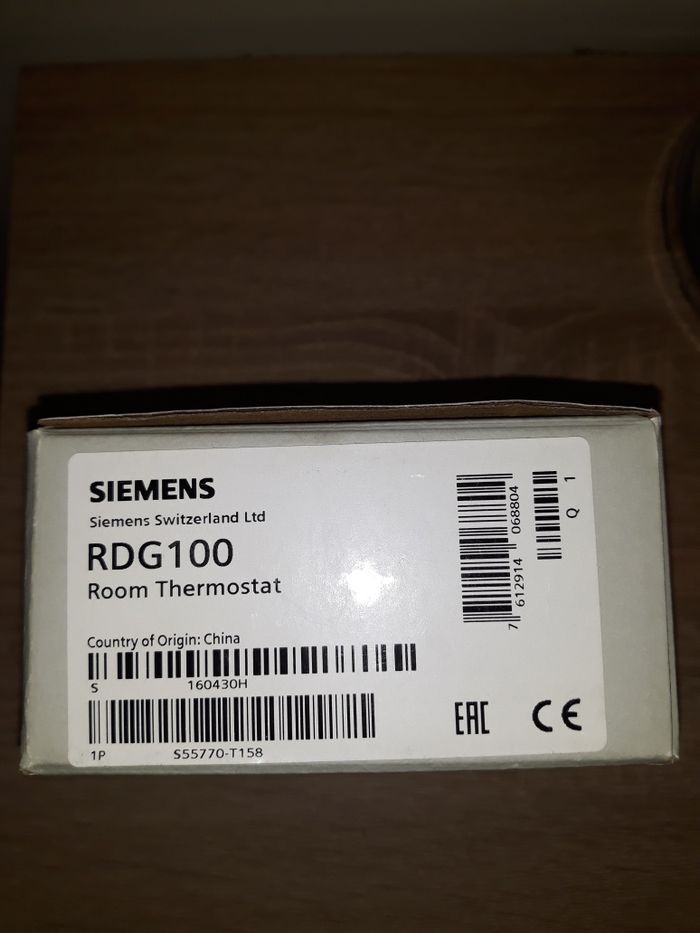 SIEMENS
Siemens Switzerland Ltd
RDG100
Room Thermostat
Country of Origin: China
S 160430H
1P S55770-T158
7 612914 068804
Q 1
EAC CE